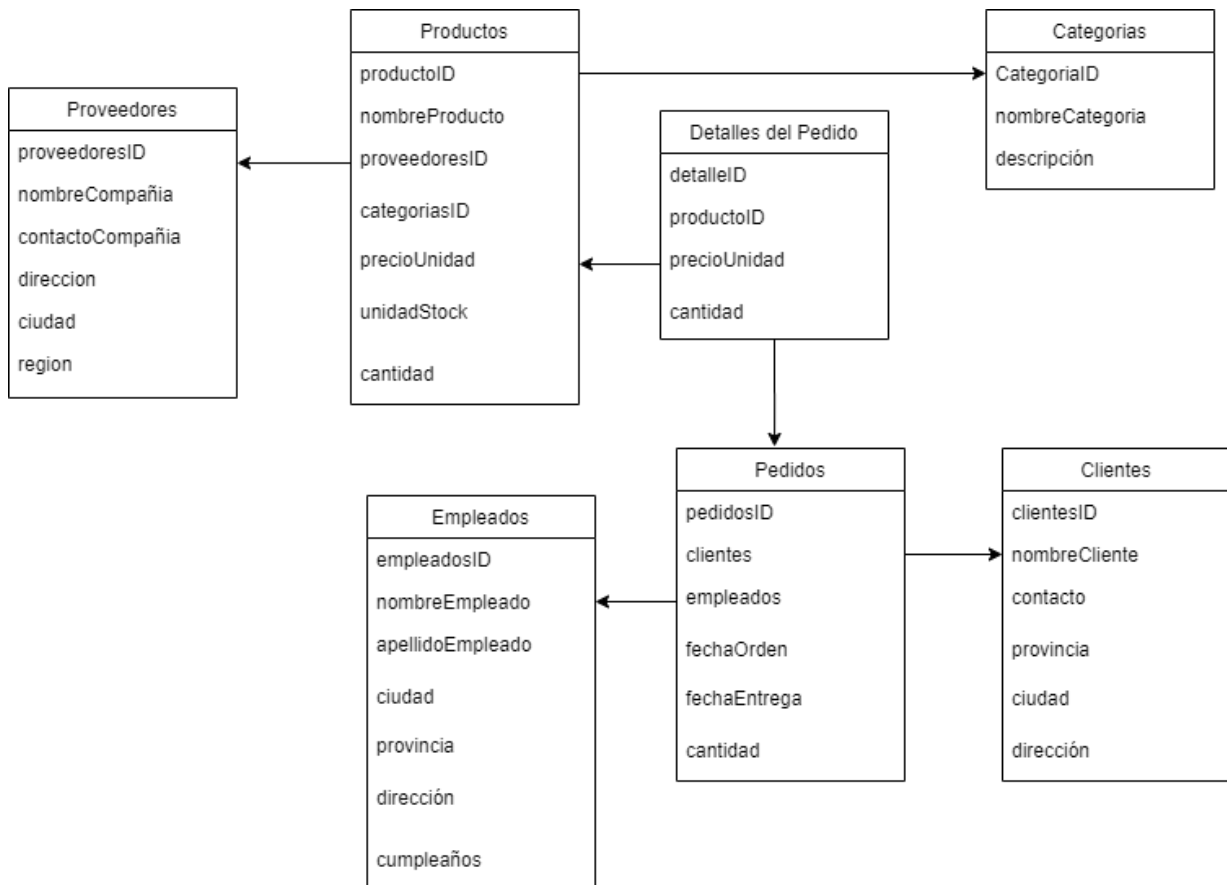 Productos
productoID
nombreProducto
proveedoresID
categoriasID
precioUnidad
unidadStock
cantidad
Categorias
CategoriaID
nombreCategoria
descripción
Proveedores
proveedoresID
nombreCompañia
contactoCompañia
direccion
ciudad
region
Detalles del Pedido
detalleID
productoID
precioUnidad
cantidad
Pedidos
pedidosID
clientes
empleados
fechaOrden
fechaEntrega
cantidad
Clientes
clientesID
nombreCliente
contacto
provincia
ciudad
dirección
Empleados
empleadosID
nombreEmpleado
apellidoEmpleado
ciudad
provincia
dirección
cumpleaños